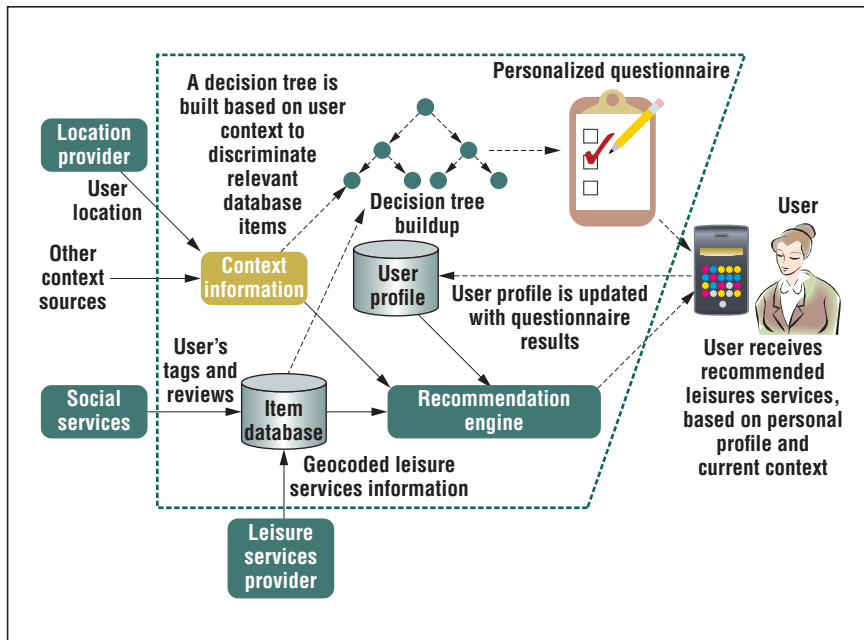 A decision tree is
built based on user
context to
discriminate
relevant
database
items
Personalized questionnaire
Location
provider
User
location
Other
context
sources
Context
information
Decision tree
buildup
User
profile
User
User profile is updated
with questionnaire
results
User receives
recommended
leisures services,
based on personal
profile and
current context
User's
tags and
reviews
Social
services
Item
database
Recommendation
engine
Geocoded leisure
services information
Leisure
services
provider